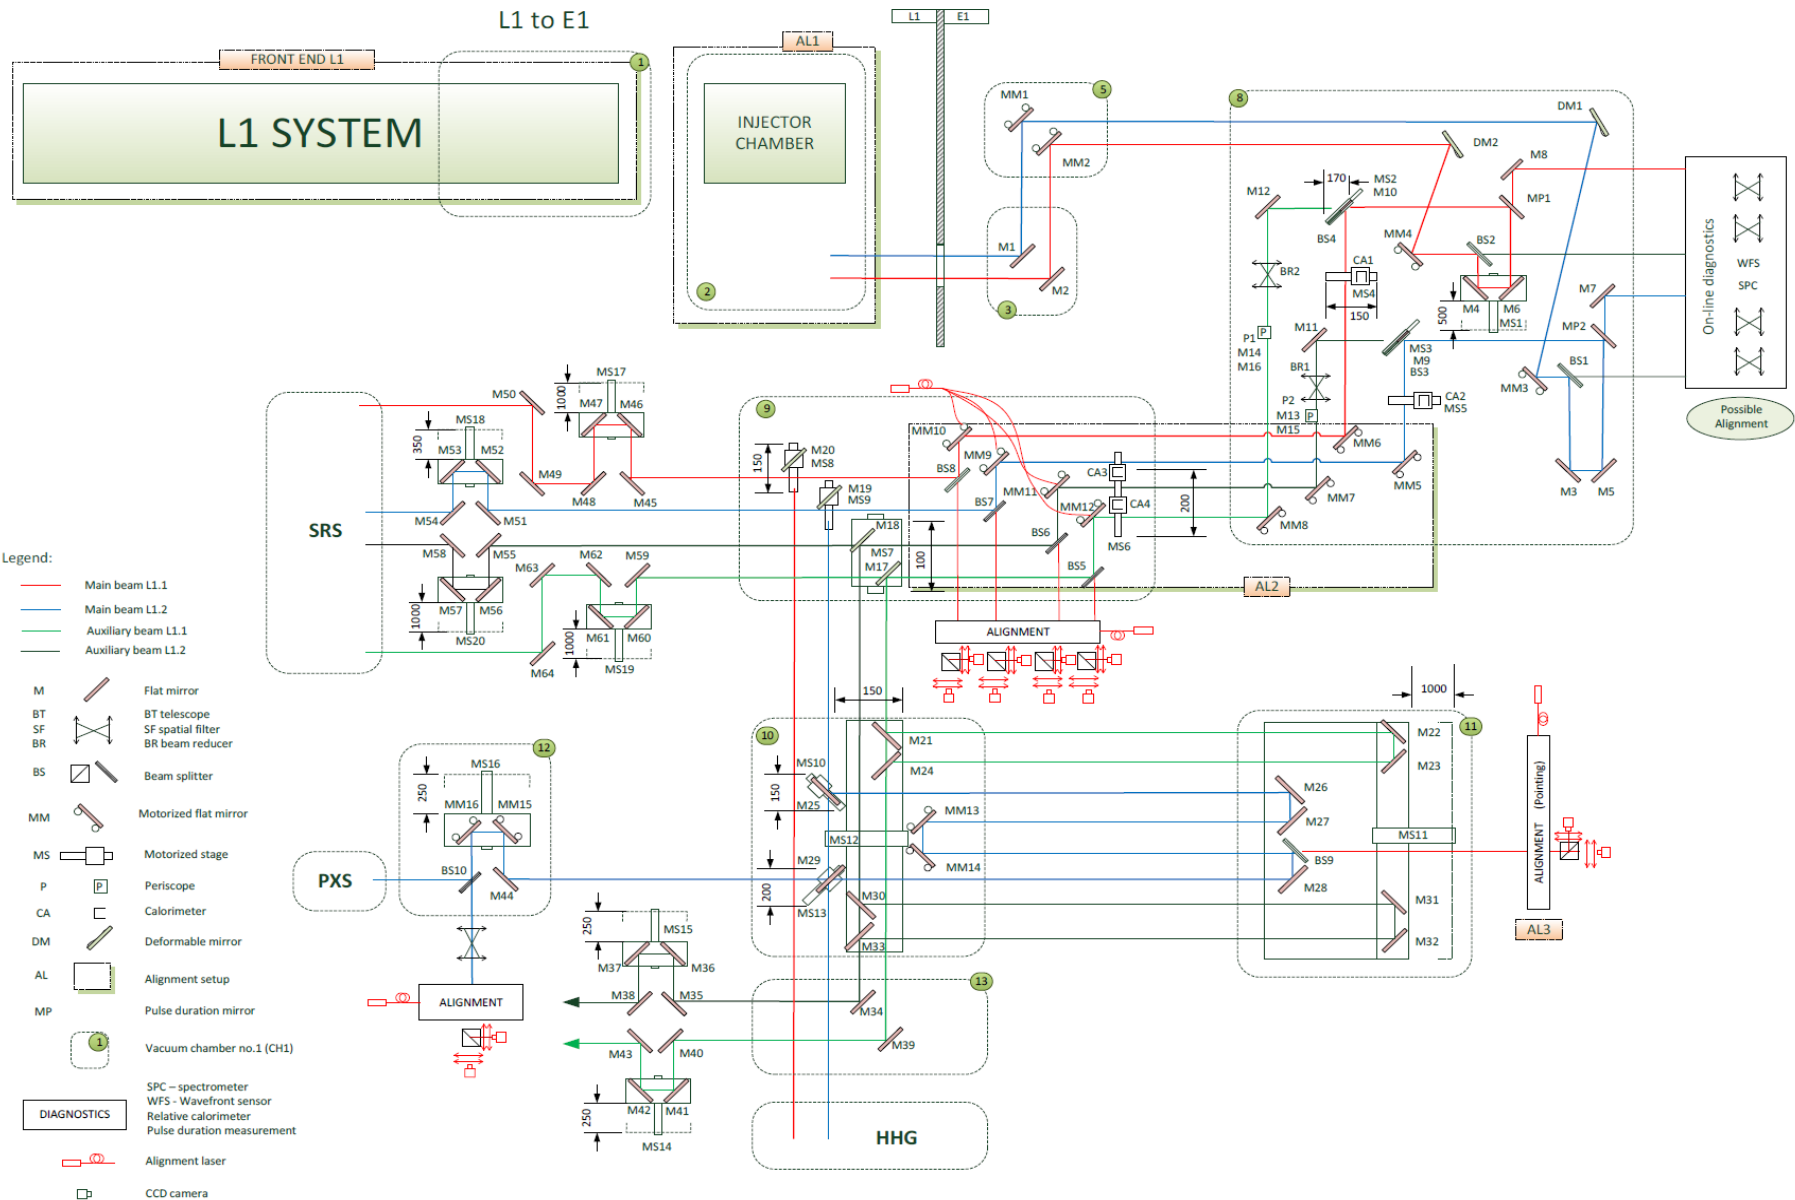 L1 to E1
FRONT END L1
1
L1 SYSTEM
AL1
INJECTOR
CHAMBER
2
L1
E1
MM1
5
MM2
M1
M2
3
8
DM1
DM2
M8
170
MS2
M10
M12
MP1
BS4
MM4
BS2
CA1
MS4
BR2
150
M4
M6
MS1
500
M7
MP2
M11
P1
M14
M16
MS3
M9
BS3
BR1
BS1
MM3
P2
M13
M15
CA2
MS5
P
P
On-line diagnostics
WFS
SPC
Possible
Alignment
M3
M5
MM6
MM5
MM7
MM8
9
M20
MS8
150
M19
MS9
MM10
BS8
MM9
BS7
MM11
MM12
BS6
BS5
CA3
CA4
200
MS6
M18
MS7
M17
100
AL2
ALIGNMENT
SRS
M50
MS17
1000
M47
M46
MS18
350
M53
M52
M49
M48
M45
M54
M51
M58
M55
M62
M59
M63
M57
M56
1000
MS20
M61
M60
1000
MS19
M64
Legend:
Main beam L1.1
Main beam L1.2
Auxiliary beam L1.1
Auxiliary beam L1.2
M
Flat mirror
BT
BT telescope
SF
SF spatial filter
BR
BR beam reducer
BS
Beam splitter
MM
Motorized flat mirror
MS
Motorized stage
P
P
Periscope
CA
Calorimeter
DM
Deformable mirror
AL
Alignment setup
MP
Pulse duration mirror
1
Vacuum chamber no.1 (CH1)
SPC – spectrometer
WFS - Wavefront sensor
DIAGNOSTICS
Relative calorimeter
Pulse duration measurement
Alignment laser
CCD camera
150
10
M21
M24
MS10
150
M25
MM13
MS12
MM14
M29
200
MS13
M30
M33
11
1000
M22
M23
M26
M27
MS11
BS9
M28
M31
M32
ALIGNMENT (Pointing)
AL3
12
MS16
250
MM16
MM15
BS10
M44
PXS
ALIGNMENT
MS15
250
M37
M36
M38
M35
M43
M40
M42
M41
250
MS14
13
M34
M39
HHG